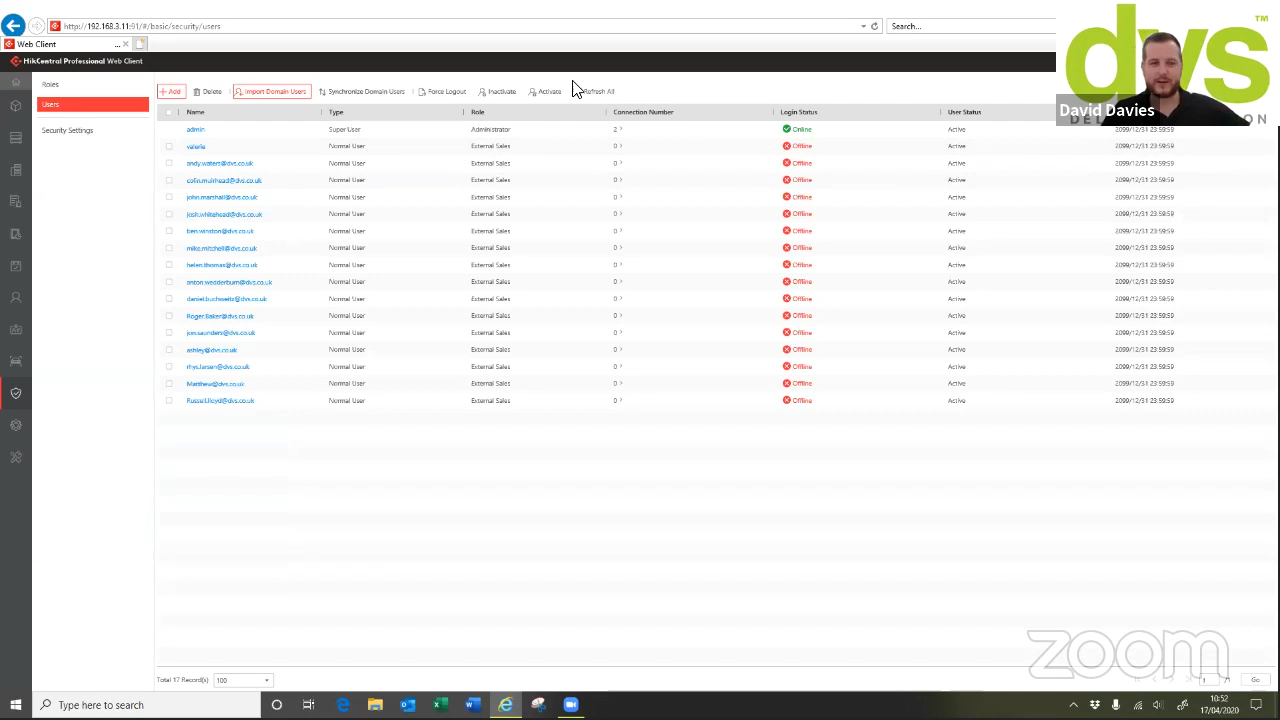 http://192.168.3.11:91/#/basic/security/users
Search...
Web Client
...
HikCentral Professional Web Client
dvs™
David Davies
Roles
Users
Security Settings
Add Delete Import Domain Users Synchronize Domain Users Force Logout Inactivate Activate Refresh All
Name Type Role Connection Number Login Status User Status
admin Super User Administrator 2 Online Active 2099/12/31 23:59:59
valerie Normal User External Sales 0 Offline Active 2099/12/31 23:59:59
andy.waters@dvs.co.uk Normal User External Sales 0 Offline Active 2099/12/31 23:59:59
colin.muirhead@dvs.co.uk Normal User External Sales 0 Offline Active 2099/12/31 23:59:59
john.marshall@dvs.co.uk Normal User External Sales 0 Offline Active 2099/12/31 23:59:59
josh.whitehead@dvs.co.uk Normal User External Sales 0 Offline Active 2099/12/31 23:59:59
ben.winston@dvs.co.uk Normal User External Sales 0 Offline Active 2099/12/31 23:59:59
mike.mitchell@dvs.co.uk Normal User External Sales 0 Offline Active 2099/12/31 23:59:59
helen.thomas@dvs.co.uk Normal User External Sales 0 Offline Active 2099/12/31 23:59:59
anton.wedderburn@dvs.co.uk Normal User External Sales 0 Offline Active 2099/12/31 23:59:59
daniel.buchweitz@dvs.co.uk Normal User External Sales 0 Offline Active 2099/12/31 23:59:59
Roger.Baker@dvs.co.uk Normal User External Sales 0 Offline Active 2099/12/31 23:59:59
jon.saunders@dvs.co.uk Normal User External Sales 0 Offline Active 2099/12/31 23:59:59
ashley@dvs.co.uk Normal User External Sales 0 Offline Active 2099/12/31 23:59:59
rhys.larsen@dvs.co.uk Normal User External Sales 0 Offline Active 2099/12/31 23:59:59
Matthew@dvs.co.uk Normal User External Sales 0 Offline Active 2099/12/31 23:59:59
Russell.lloyd@dvs.co.uk Normal User External Sales 0 Offline Active 2099/12/31 23:59:59
zoom
Total 17 Record(s) 100 1 /1 Go
Type here to search
10:52
17/04/2020